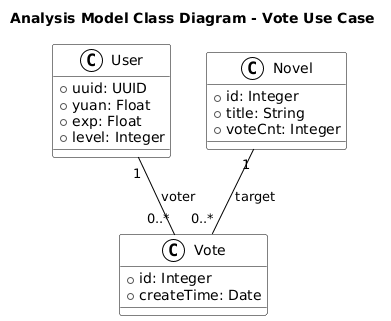 Analysis Model Class Diagram - Vote Use Case
C User
uuid: UUID
yuan: Float
exp: Float
level: Integer
C Novel
id: Integer
title: String
voteCnt: Integer
1
1
voter
target
0..*
0..*
C Vote
id: Integer
createTime: Date